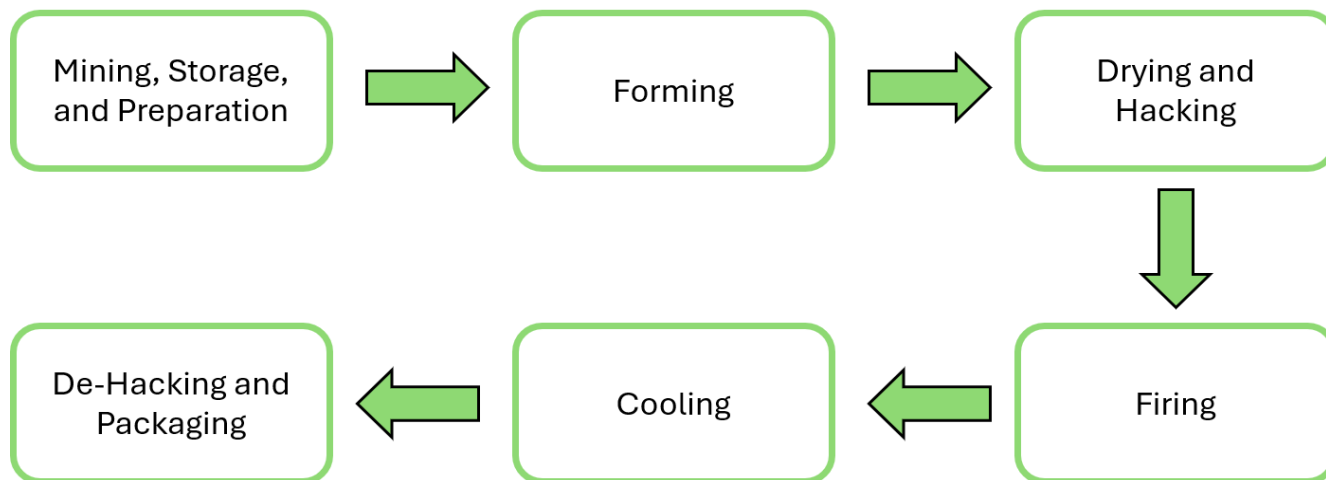 Mining, Storage,
and Preparation
Forming
Drying and
Hacking
Firing
Cooling
De-Hacking and
Packaging